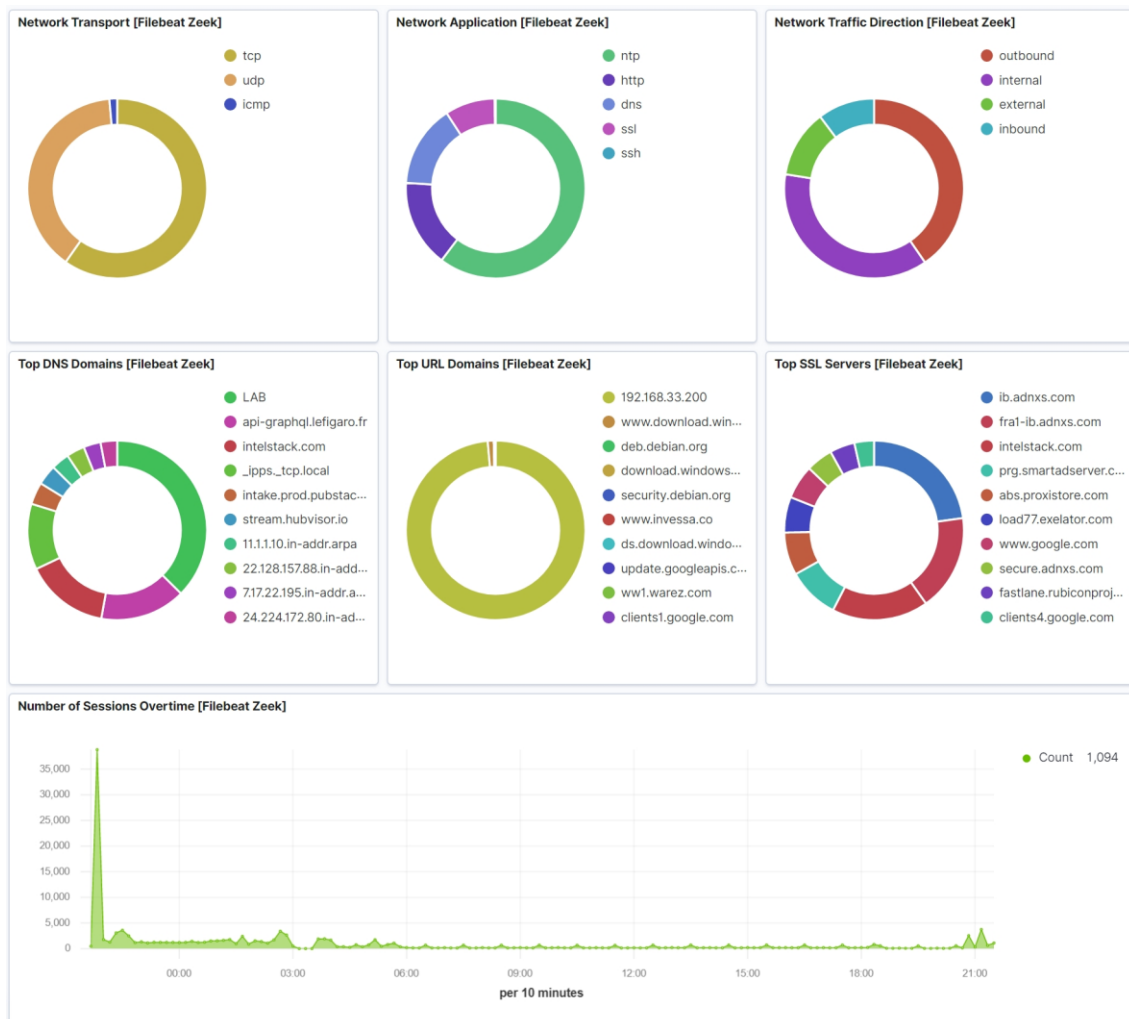 Network Transport [Filebeat Zeek]
tcp
udp
icmp
Network Application [Filebeat Zeek]
ntp
http
dns
ssl
ssh
Network Traffic Direction [Filebeat Zeek]
outbound
internal
external
inbound
Top DNS Domains [Filebeat Zeek]
LAB
api-graphql.lefigaro.fr
intelstack.com
_ipps._tcp.local
intake.prod.pubstac...
stream.hubvisor.io
11.1.1.10.in-addr.arpa
22.128.157.88.in-add...
7.17.22.195.in-addr.a...
24.224.172.80.in-ad...
Top URL Domains [Filebeat Zeek]
192.168.33.200
www.download.win...
deb.debian.org
download.windows...
security.debian.org
www.invessa.co
ds.download.windo...
update.googleapis.c...
ww1.warez.com
clients1.google.com
Top SSL Servers [Filebeat Zeek]
ib.adnxs.com
fra1-ib.adnxs.com
intelstack.com
prg.smartadserver.c...
abs.proxistore.com
load77.exelator.com
www.google.com
secure.adnxs.com
fastlane.rubiconproj...
clients4.google.com
Number of Sessions Overtime [Filebeat Zeek]
Count 1,094
35,000
30,000
25,000
20,000
15,000
10,000
5,000
0
00:00 03:00 06:00 09:00 12:00 15:00 18:00 21:00
per 10 minutes